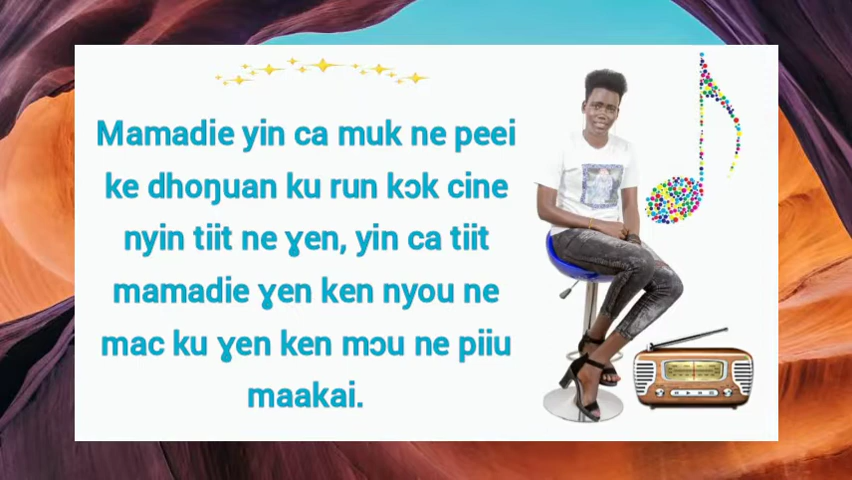 Mamadie yin ca muk ne peei
ke dhoŋuan ku run kɔk cine
nyin tiit ne ɣen, yin ca tiit
mamadie ɣen ken nyou ne
mac ku ɣen ken mɔu ne piiu
maakai.